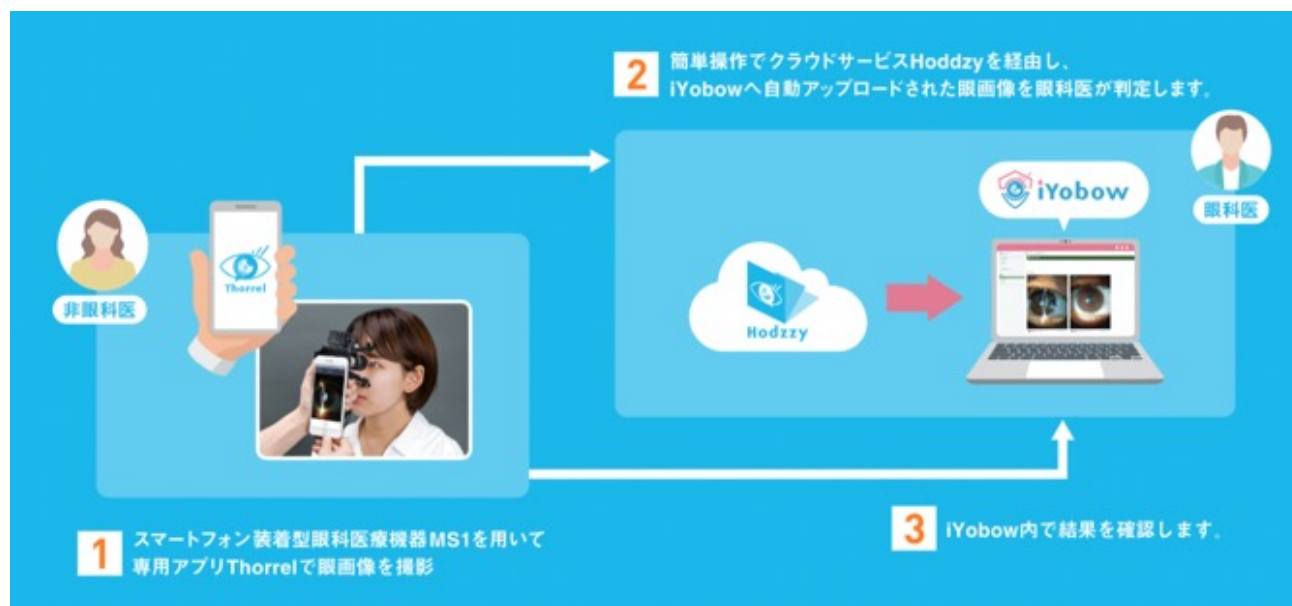 2
簡単操作でクラウドサービスHoddzyを経由し、
iYobowへ自動アップロードされた眼画像を眼科医が判定します。
iYobow
眼科医
Thorrel
非眼科医
Hodzzy
1
スマートフォン装着型眼科医療機器MS1を用いて
専用アプリThorrelで眼画像を撮影
3
iYobow内で結果を確認します。